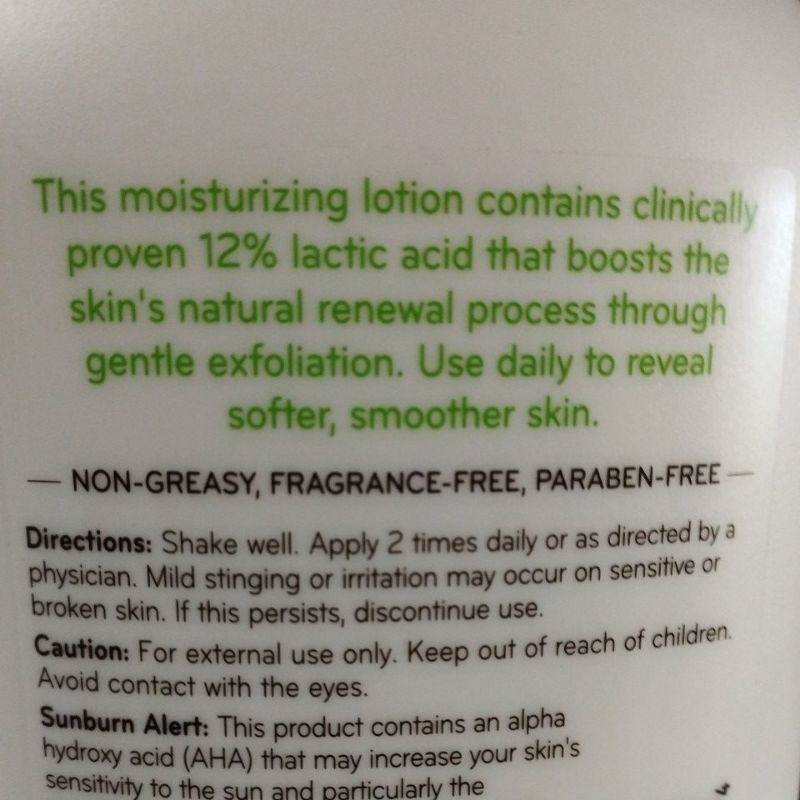 This moisturizing lotion contains clinically
proven 12% lactic acid that boosts the
skin's natural renewal process through
gentle exfoliation. Use daily to reveal
softer, smoother skin.
— NON-GREASY, FRAGRANCE-FREE, PARABEN-FREE —
Directions: Shake well. Apply 2 times daily or as directed by a
physician. Mild stinging or irritation may occur on sensitive or
broken skin. If this persists, discontinue use.
Caution: For external use only. Keep out of reach of children.
Avoid contact with the eyes.
Sunburn Alert: This product contains an alpha
hydroxy acid (AHA) that may increase your skin's
sensitivity to the sun and particularly the